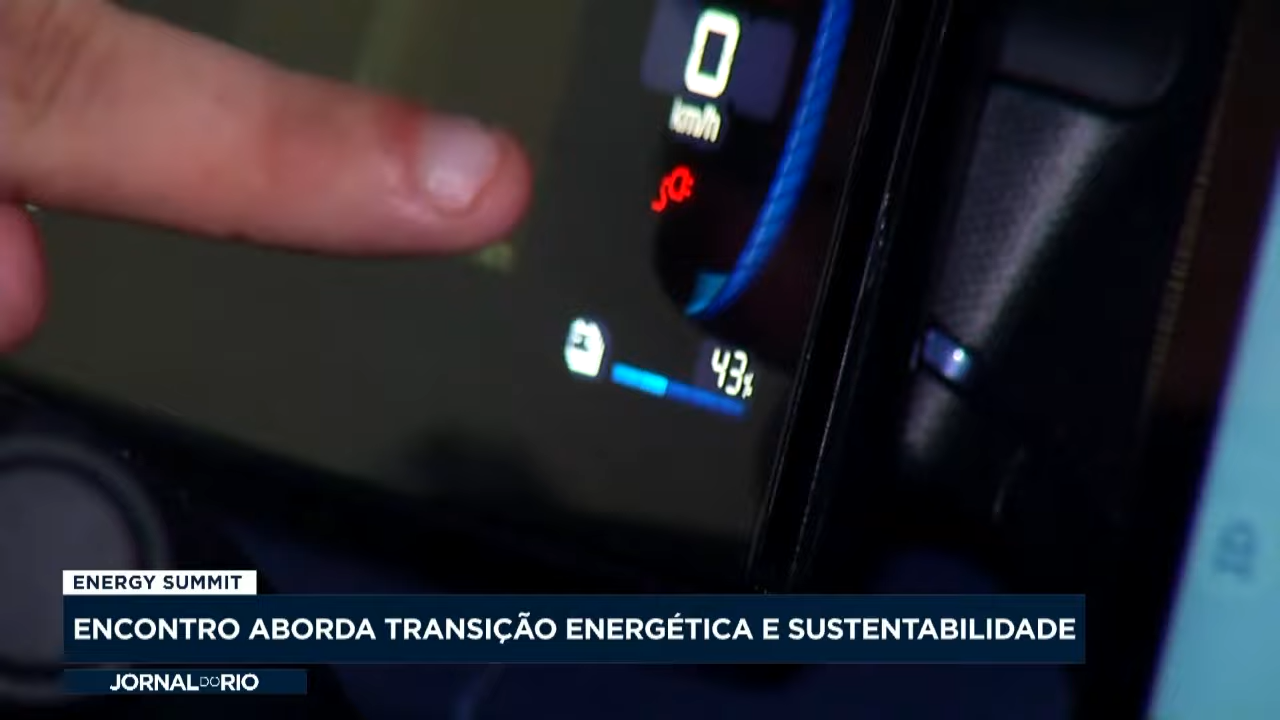 0
km/h
43%
ENERGY SUMMIT
ENCONTRO ABORDA TRANSIÇÃO ENERGÉTICA E SUSTENTABILIDADE
JORNAL DO RIO